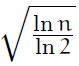 √(ln n / ln 2)